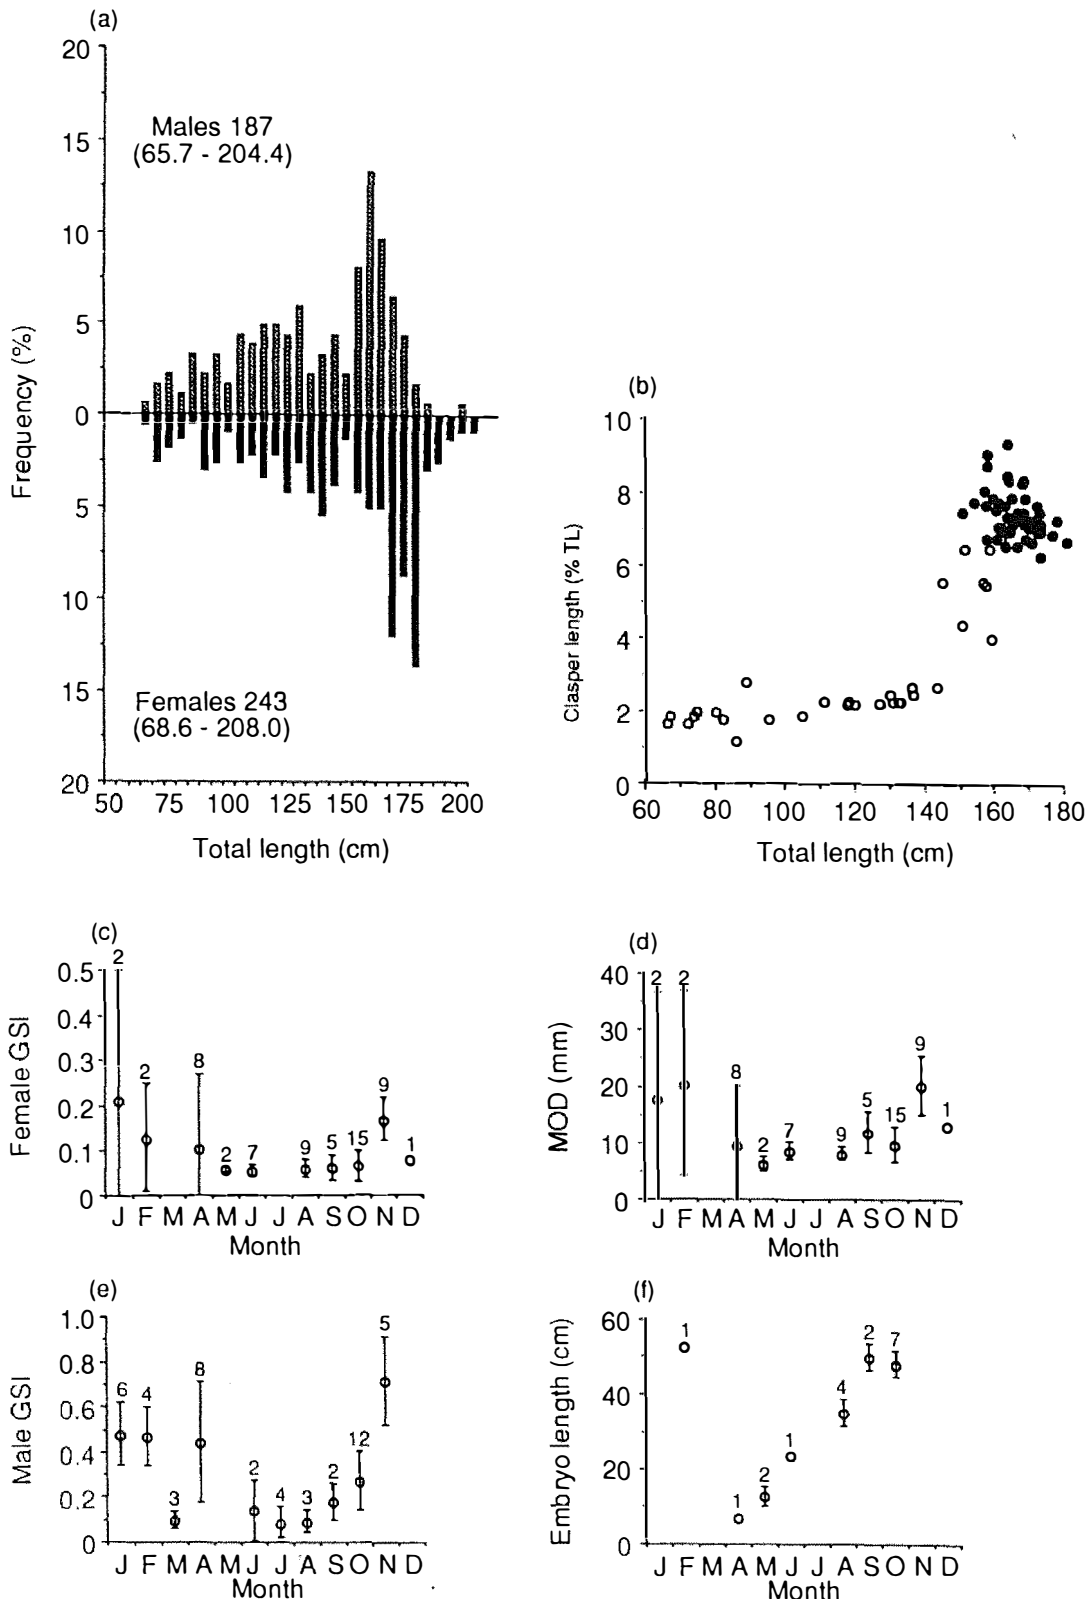 (a)
20
15
10
5
0
5
10
15
20
Frequency (%)
Males 187
(65.7 - 204.4)
Females 243
(68.6 - 208.0)
50 75 100 125 150 175 200
Total length (cm)
(b)
10
8
6
4
2
0
Clasper length (% TL)
60 80 100 120 140 160 180
Total length (cm)
(c)
0.5
0.4
0.3
0.2
0.1
0
Female GSI
2 2 8 2 7 9 5 15 9 1
J F M A M J J A S O N D
Month
(d)
40
30
20
10
0
MOD (mm)
2 2 8 2 7 9 5 15 9 1
J F M A M J J A S O N D
Month
(e)
1.0
0.8
0.6
0.4
0.2
0
Male GSI
6 4 3 8 2 4 3 2 12 5
J F M A M J J A S O N D
Month
(f)
60
40
20
0
Embryo length (cm)
1 1 2 1 4 2 7
J F M A M J J A S O N D
Month